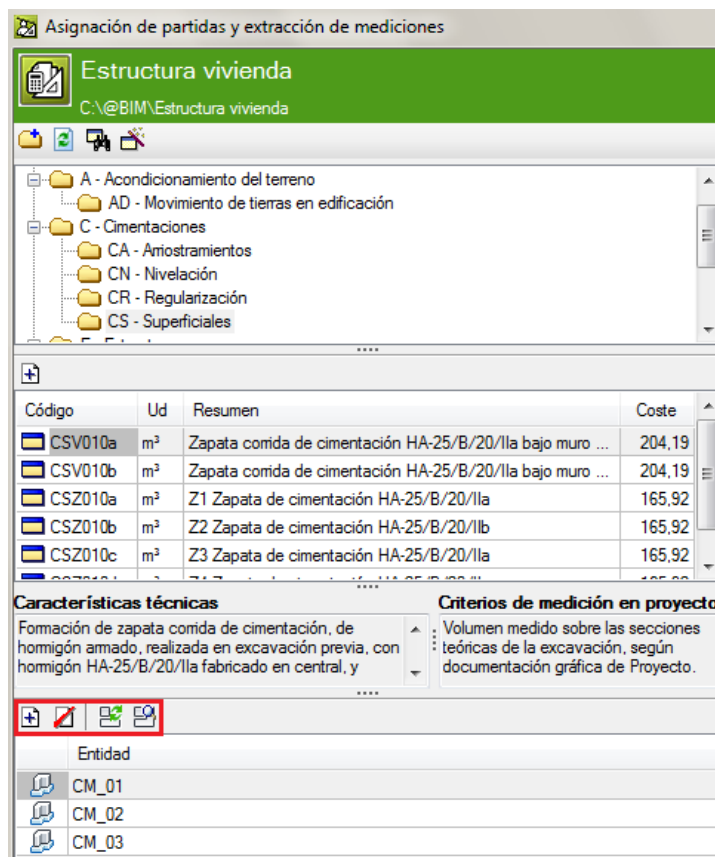 Asignación de partidas y extracción de mediciones
Estructura vivienda
C:\@BIM\Estructura vivienda
A - Acondicionamiento del terreno
AD - Movimiento de tierras en edificación
C - Cimentaciones
CA - Arriostramientos
CN - Nivelación
CR - Regularización
CS - Superficiales
Código Ud Resumen Coste
CSV010a m³ Zapata corrida de cimentación HA-25/B/20/IIa bajo muro ... 204,19
CSV010b m³ Zapata corrida de cimentación HA-25/B/20/IIa bajo muro ... 204,19
CSZ010a m³ Z1 Zapata de cimentación HA-25/B/20/IIa 165,92
CSZ010b m³ Z2 Zapata de cimentación HA-25/B/20/IIb 165,92
CSZ010c m³ Z3 Zapata de cimentación HA-25/B/20/IIa 165,92
Características técnicas
Formación de zapata corrida de cimentación, de
hormigón armado, realizada en excavación previa, con
hormigón HA-25/B/20/IIa fabricado en central, y
Criterios de medición en proyecto
Volumen medido sobre las secciones
teóricas de la excavación, según
documentación gráfica de Proyecto.
Entidad
CM_01
CM_02
CM_03